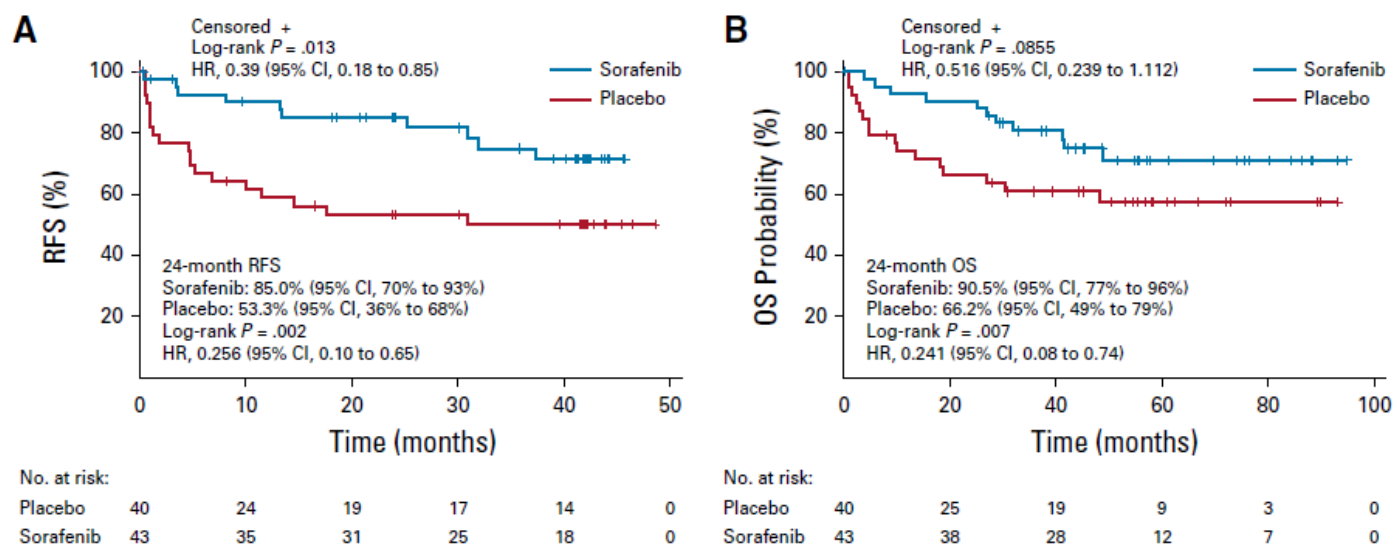 A
Censored +
Log-rank P = .013
HR, 0.39 (95% CI, 0.18 to 0.85)
Sorafenib
Placebo
100
80
60
40
20
RFS (%)
24-month RFS
Sorafenib: 85.0% (95% CI, 70% to 93%)
Placebo: 53.3% (95% CI, 36% to 68%)
Log-rank P = .002
HR, 0.256 (95% CI, 0.10 to 0.65)
0 10 20 30 40 50
Time (months)
No. at risk:
Placebo 40 24 19 17 14 0
Sorafenib 43 35 31 25 18 0
B
Censored +
Log-rank P = .0855
HR, 0.516 (95% CI, 0.239 to 1.112)
Sorafenib
Placebo
100
80
60
40
20
OS Probability (%)
24-month OS
Sorafenib: 90.5% (95% CI, 77% to 96%)
Placebo: 66.2% (95% CI, 49% to 79%)
Log-rank P = .007
HR, 0.241 (95% CI, 0.08 to 0.74)
0 20 40 60 80 100
Time (months)
No. at risk:
Placebo 40 25 19 9 3 0
Sorafenib 43 38 28 12 7 0